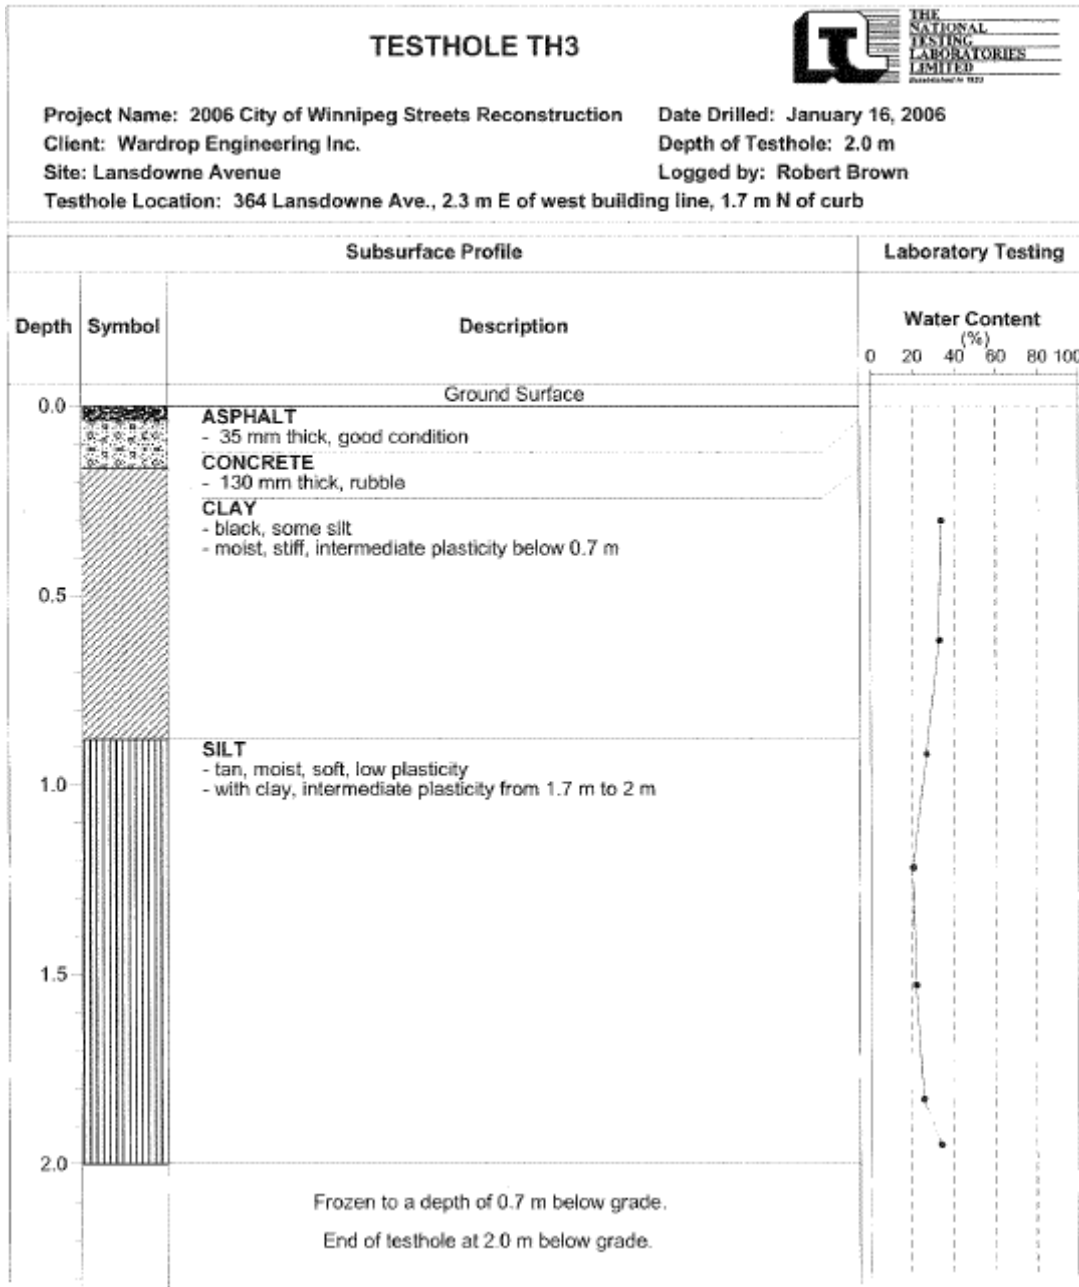 TESTHOLE TH3
THE
NATIONAL
TESTING
LABORATORIES
LIMITED
Established in 1923
Project Name: 2006 City of Winnipeg Streets Reconstruction
Date Drilled: January 16, 2006
Client: Wardrop Engineering Inc.
Depth of Testhole: 2.0 m
Site: Lansdowne Avenue
Logged by: Robert Brown
Testhole Location: 364 Lansdowne Ave., 2.3 m E of west building line, 1.7 m N of curb
Subsurface Profile
Laboratory Testing
Depth
Symbol
Description
Water Content
(%)
0 20 40 60 80 100
Ground Surface
0.0
ASPHALT
- 35 mm thick, good condition
CONCRETE
- 130 mm thick, rubble
CLAY
- black, some silt
- moist, stiff, intermediate plasticity below 0.7 m
0.5
SILT
- tan, moist, soft, low plasticity
- with clay, intermediate plasticity from 1.7 m to 2 m
1.0
1.5
2.0
Frozen to a depth of 0.7 m below grade.
End of testhole at 2.0 m below grade.